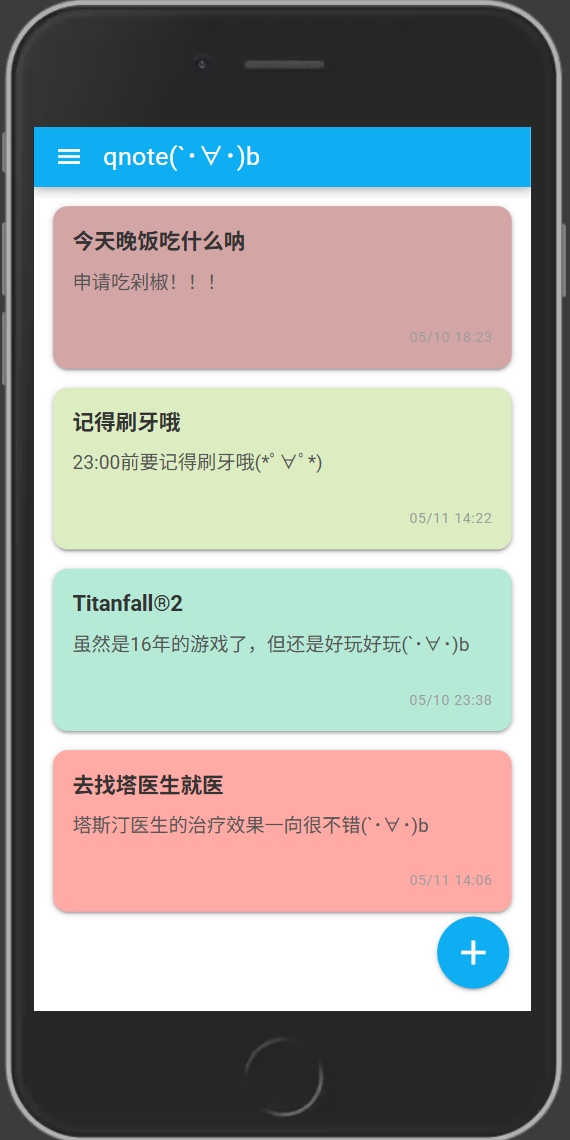 qnote(`･∀･)b
今天晚饭吃什么呐
申请吃剁椒！！！
05/10 18:23
记得刷牙哦
23:00前要记得刷牙哦(*ﾟ∀ﾟ*)
05/11 14:22
Titanfall®2
虽然是16年的游戏了，但还是好玩好玩(`･∀･)b
05/10 23:38
去找塔医生就医
塔斯汀医生的治疗效果一向很不错(`･∀･)b
05/11 14:06